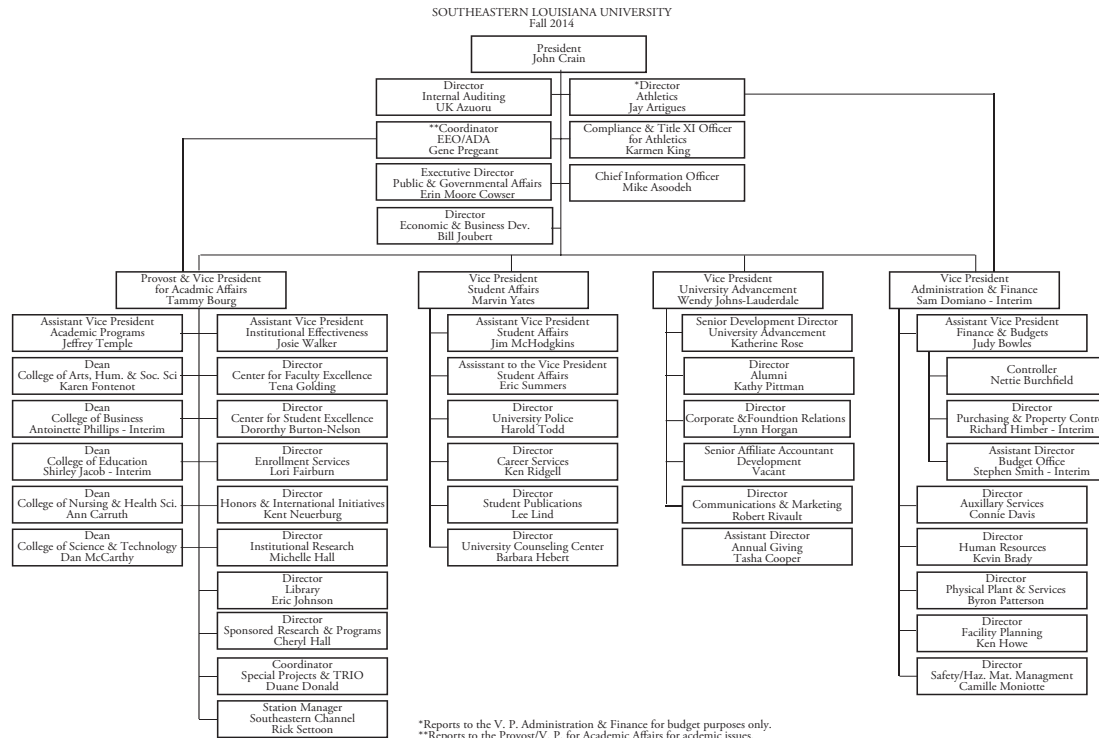 SOUTHEASTERN LOUISIANA UNIVERSITY
Fall 2014
President
John Crain
Director
Internal Auditing
UK Azuoru
*Director
Athletics
Jay Artigues
**Coordinator
EEO/ADA
Gene Pregeant
Compliance & Title XI Officer
for Athletics
Karmen King
Exectutive Director
Public & Governmental Affairs
Erin Moore Cowser
Chief Information Officer
Mike Asoodeh
Director
Economic & Business Dev.
Bill Joubert
Provost & Vice President
for Acadmic Affairs
Tammy Bourg
Vice President
Student Affairs
Marvin Yates
Vice President
University Advancement
Wendy Johns-Lauderdale
Vice President
Administration & Finance
Sam Domiano - Interim
Assistant Vice President
Academic Programs
Jeffrey Temple
Dean
College of Arts, Hum. & Soc. Sci
Karen Fontenot
Dean
College of Business
Antoinette Phillips - Interim
Dean
College of Education
Shirley Jacob - Interim
Dean
College of Nursing & Health Sci.
Ann Carruth
Dean
College of Science & Technology
Dan McCarthy
Assistant Vice President
Institutional Effectiveness
Josie Walker
Director
Center for Faculty Excellence
Tena Golding
Director
Center for Student Excellence
Dororthy Burton-Nelson
Director
Enrollment Services
Lori Fairburn
Director
Honors & International Initiatives
Kent Neuerburg
Director
Institutional Research
Michelle Hall
Director
Library
Eric Johnson
Director
Sponsored Research & Programs
Cheryl Hall
Coordinator
Special Projects & TRIO
Duane Donald
Station Manager
Southeastern Channel
Rick Settoon
Assistant Vice President
Student Affairs
Jim McHodgkins
Assisstant to the Vice President
Student Affairs
Eric Summers
Director
University Police
Harold Todd
Director
Career Services
Ken Ridgell
Director
Student Publications
Lee Lind
Director
University Counseling Center
Barbara Hebert
Senior Development Director
University Advancement
Katherine Rose
Director
Alumni
Kathy Pittman
Director
Corporate &Foundtion Relations
Lynn Horgan
Senior Affiliate Accountant
Development
Vacant
Director
Communications & Marketing
Robert Rivault
Assistant Director
Annual Giving
Tasha Cooper
Assistant Vice President
Finance & Budgets
Judy Bowles
Controller
Nettie Burchfield
Director
Purchasing & Property Contro
Richard Himber - Interim
Assistant Director
Budget Office
Stephen Smith - Interim
Director
Auxillary Services
Connie Davis
Director
Human Resources
Kevin Brady
Director
Physical Plant & Services
Byron Patterson
Director
Facility Planning
Ken Howe
Director
Safety/Haz. Mat. Managment
Camille Moniotte
*Reports to the V. P. Administration & Finance for budget purposes only.
**Reports to the Provost/V. P. for Academic Affairs for acdemic issues